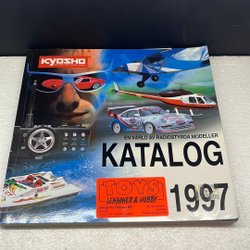 KYOSHO
EN VÄRLD AV RADIOSTYRDA MODELLER
KATALOG
1997
TOYS
LEKSAKER & HOBBY